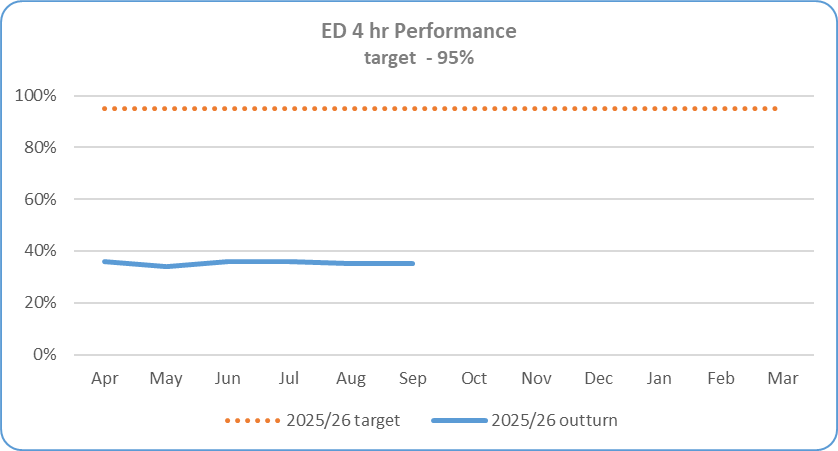 ED 4 hr Performance
target - 95%
100%
80%
60%
40%
20%
0%
Apr May Jun Jul Aug Sep Oct Nov Dec Jan Feb Mar
2025/26 target 2025/26 outturn